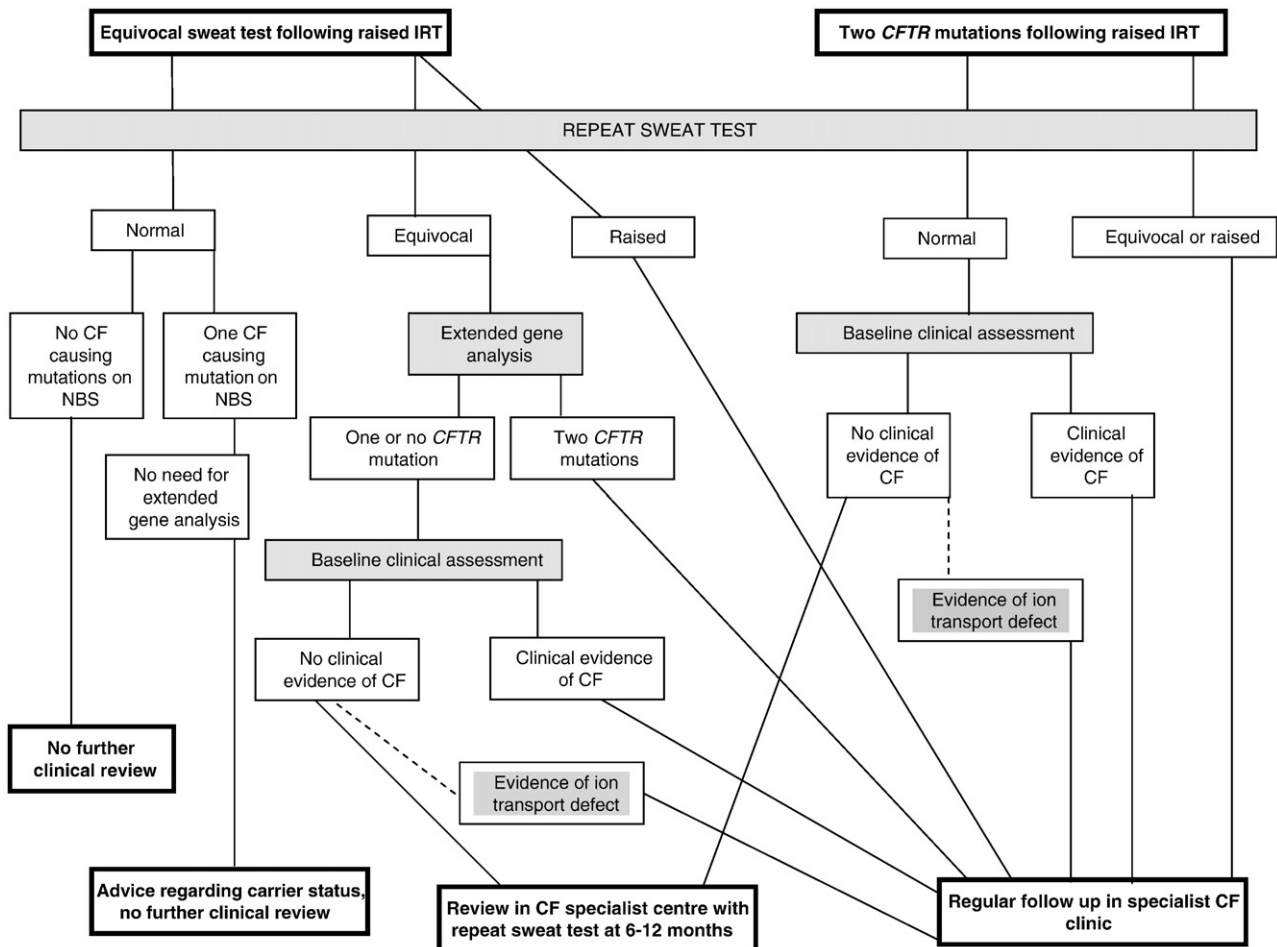 Equivocal sweat test following raised IRT
Two CFTR mutations following raised IRT
REPEAT SWEAT TEST
Normal
Equivocal
Raised
Normal
Equivocal or raised
No CF
causing
mutations on
NBS
One CF
causing
mutation on
NBS
Extended gene
analysis
Baseline clinical assessment
One or no CFTR
mutation
Two CFTR
mutations
No clinical
evidence of
CF
Clinical
evidence of
CF
No need for
extended
gene analysis
Baseline clinical assessment
Evidence of ion
transport defect
No clinical
evidence of CF
Clinical evidence
of CF
No further
clinical review
Evidence of ion
transport defect
Advice regarding carrier status,
no further clinical review
Review in CF specialist centre with
repeat sweat test at 6-12 months
Regular follow up in specialist CF
clinic